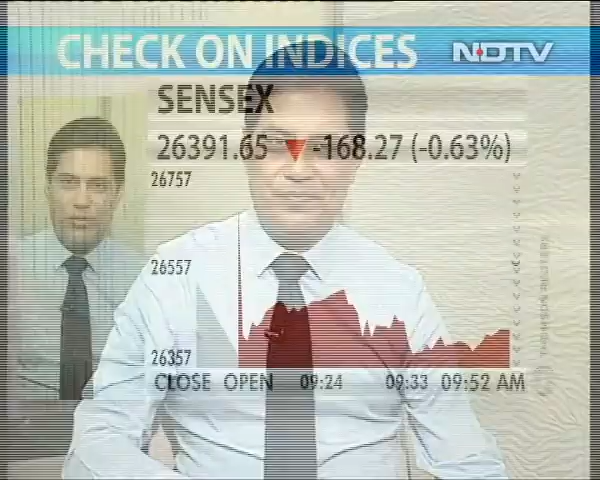 CHECK ON INDICES
NDTV
SENSEX
26391.65 -168.27 (-0.63%)
26757
26557
26357
CLOSE OPEN 09:24 09:33 09:52 AM